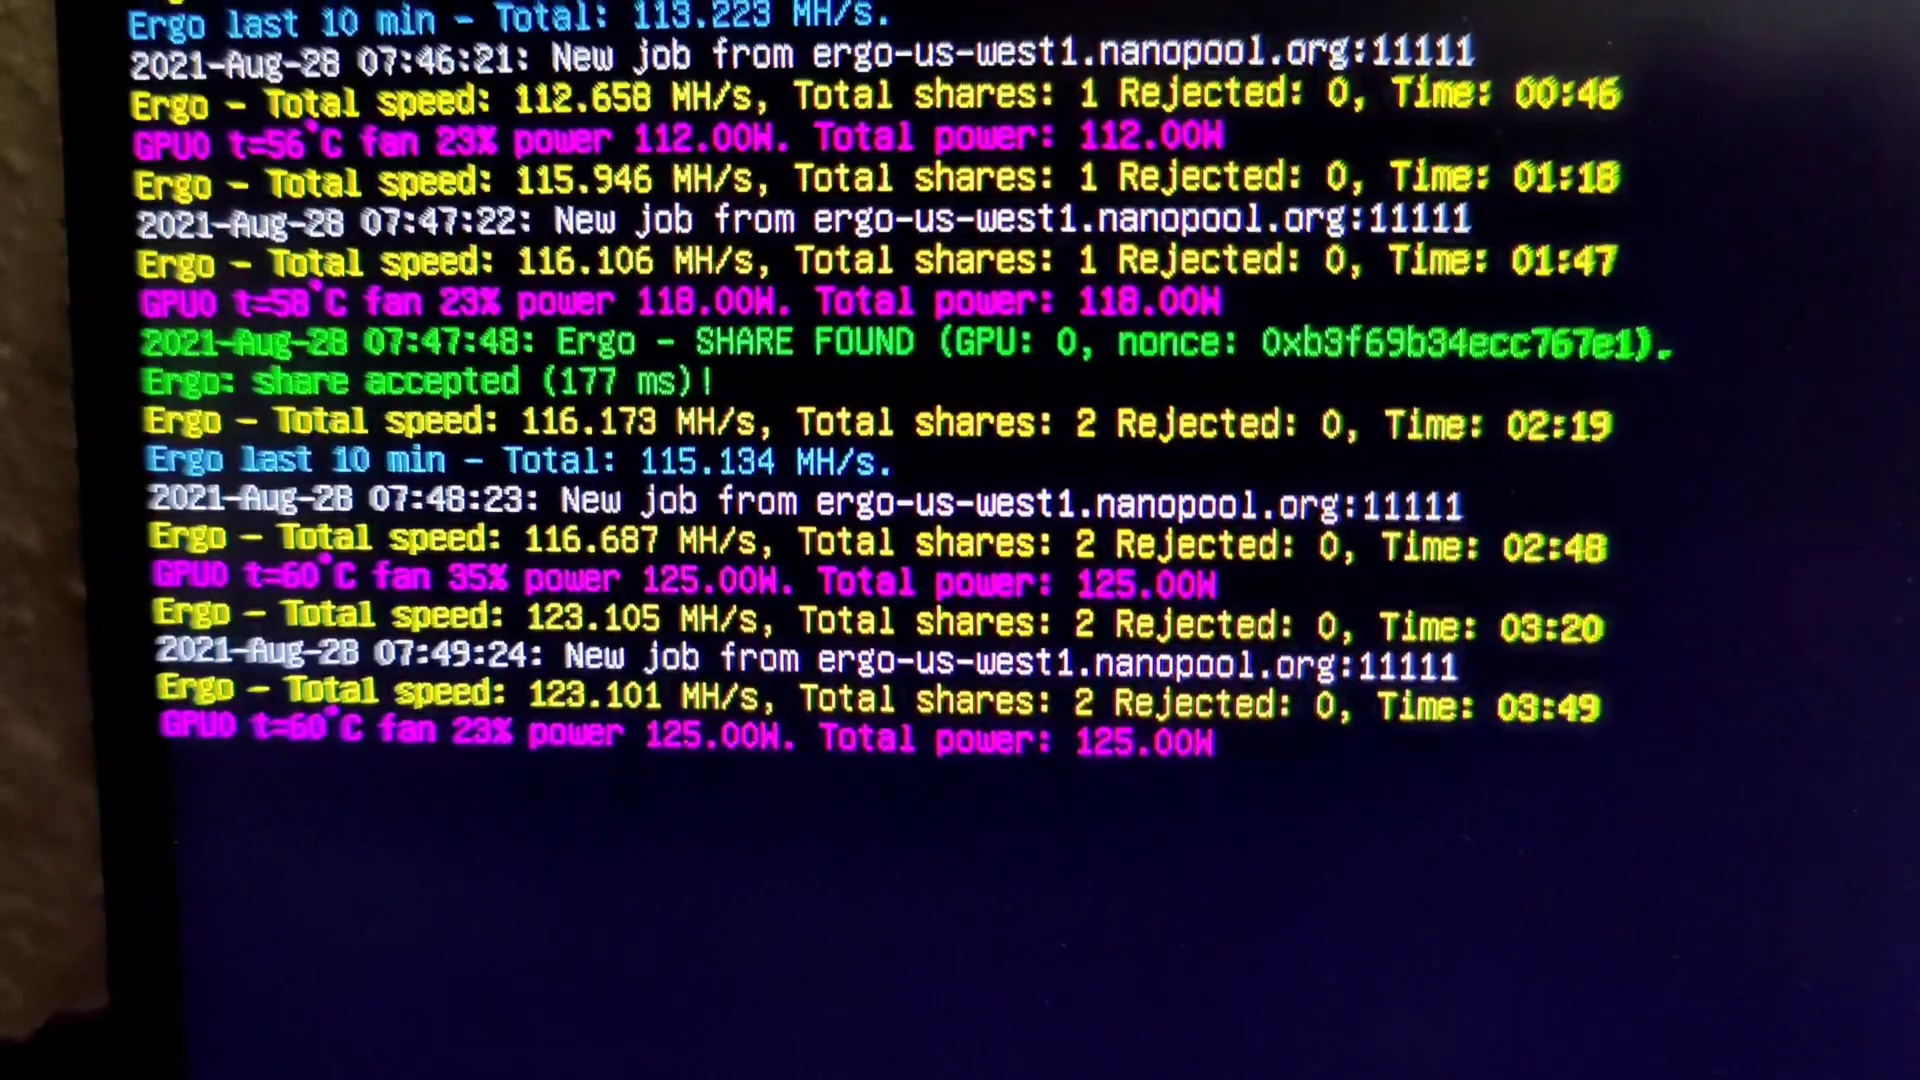 Ergo last 10 min - Total: 113.223 MH/s.
2021-Aug-28 07:46:21: New job from ergo-us-west1.nanopool.org:11111
Ergo - Total speed: 112.658 MH/s, Total shares: 1 Rejected: 0, Time: 00:46
GPU0 t=56°C fan 23% power 112.00W. Total power: 112.00W
Ergo - Total speed: 115.946 MH/s, Total shares: 1 Rejected: 0, Time: 01:18
2021-Aug-28 07:47:22: New job from ergo-us-west1.nanopool.org:11111
Ergo - Total speed: 116.106 MH/s, Total shares: 1 Rejected: 0, Time: 01:47
GPU0 t=58°C fan 23% power 118.00W. Total power: 118.00W
2021-Aug-28 07:47:48: Ergo - SHARE FOUND (GPU: 0, nonce: 0xb3f69b34ecc767e1).
Ergo: share accepted (177 ms)!
Ergo - Total speed: 116.173 MH/s, Total shares: 2 Rejected: 0, Time: 02:19
Ergo last 10 min - Total: 115.134 MH/s.
2021-Aug-28 07:48:23: New job from ergo-us-west1.nanopool.org:11111
Ergo - Total speed: 116.687 MH/s, Total shares: 2 Rejected: 0, Time: 02:48
GPU0 t=60°C fan 35% power 125.00W. Total power: 125.00W
Ergo - Total speed: 123.105 MH/s, Total shares: 2 Rejected: 0, Time: 03:20
2021-Aug-28 07:49:24: New job from ergo-us-west1.nanopool.org:11111
Ergo - Total speed: 123.101 MH/s, Total shares: 2 Rejected: 0, Time: 03:49
GPU0 t=60°C fan 23% power 125.00W. Total power: 125.00W